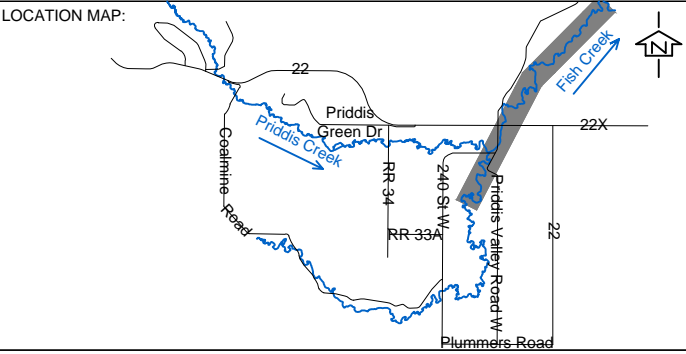 LOCATION MAP:
22
Fish Creek
N
Priddis
Green Dr
22X
Priddis Creek
Coalmine Road
RR 34
240 St W
Priddis Valley Road W
22
RR 33A
Plummers Road